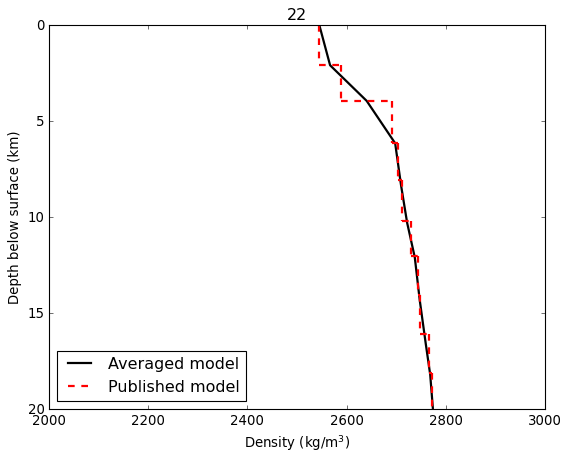 22
0
5
10
15
20
Depth below surface (km)
Averaged model
Published model
2000 2200 2400 2600 2800 3000
Density (kg/m³)